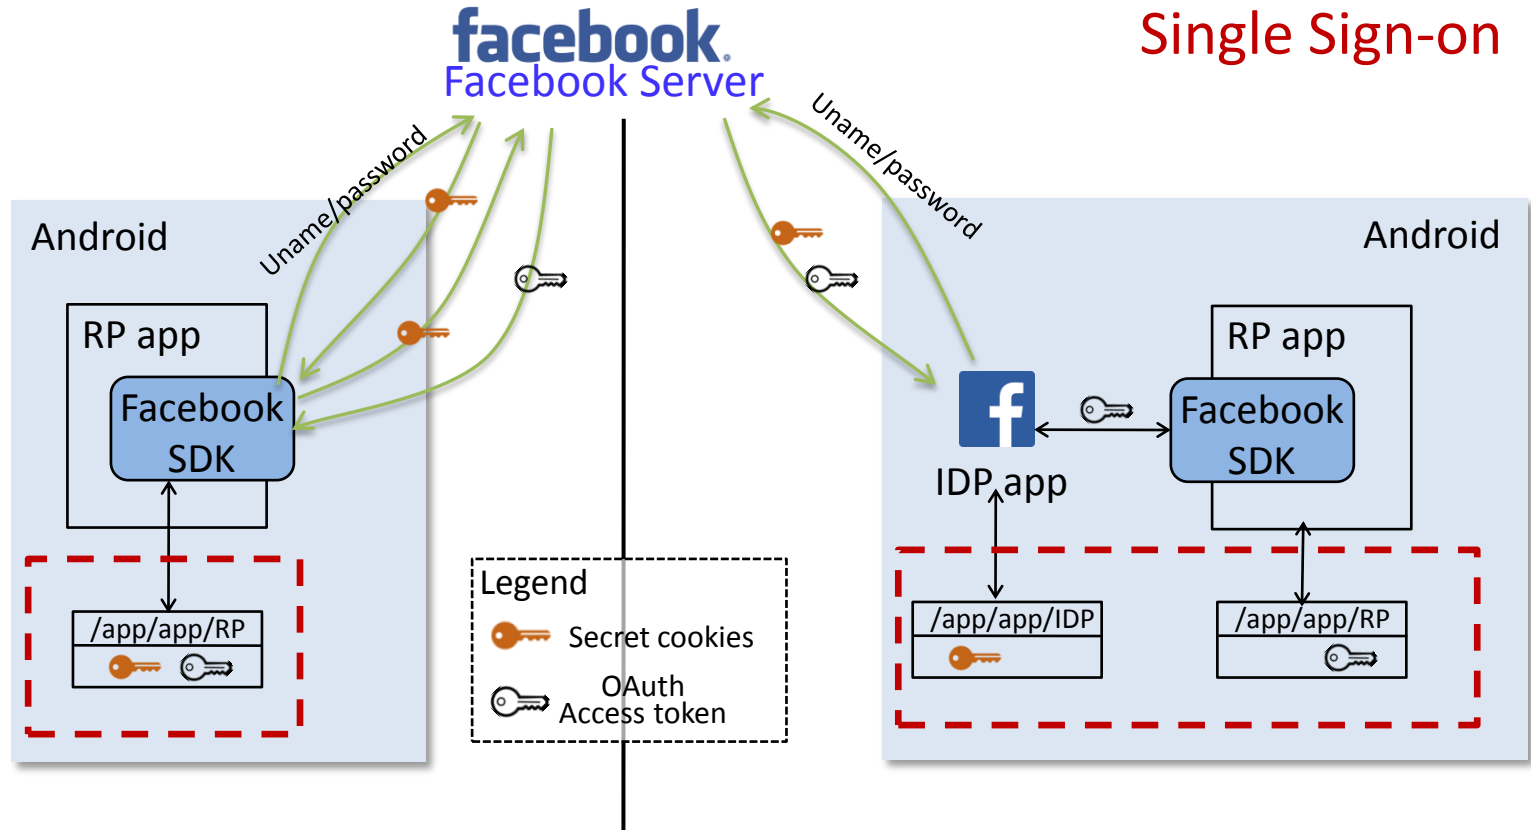 facebook.
Facebook Server
Single Sign-on
Uname/password
Android
RP app
Facebook
SDK
/app/app/RP
Legend
Secret cookies
OAuth
Access token
Uname/password
Android
IDP app
RP app
Facebook
SDK
/app/app/IDP
/app/app/RP